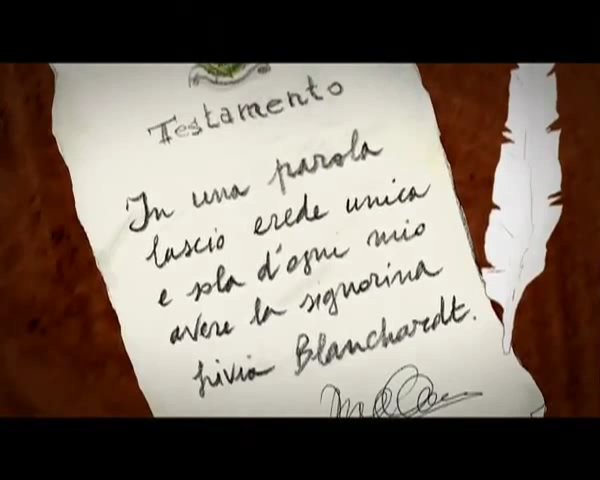 Testamento
In una parola
lascio erede unica
e sola d'ogni mio
avere la signorina
Livia Blanchardt.